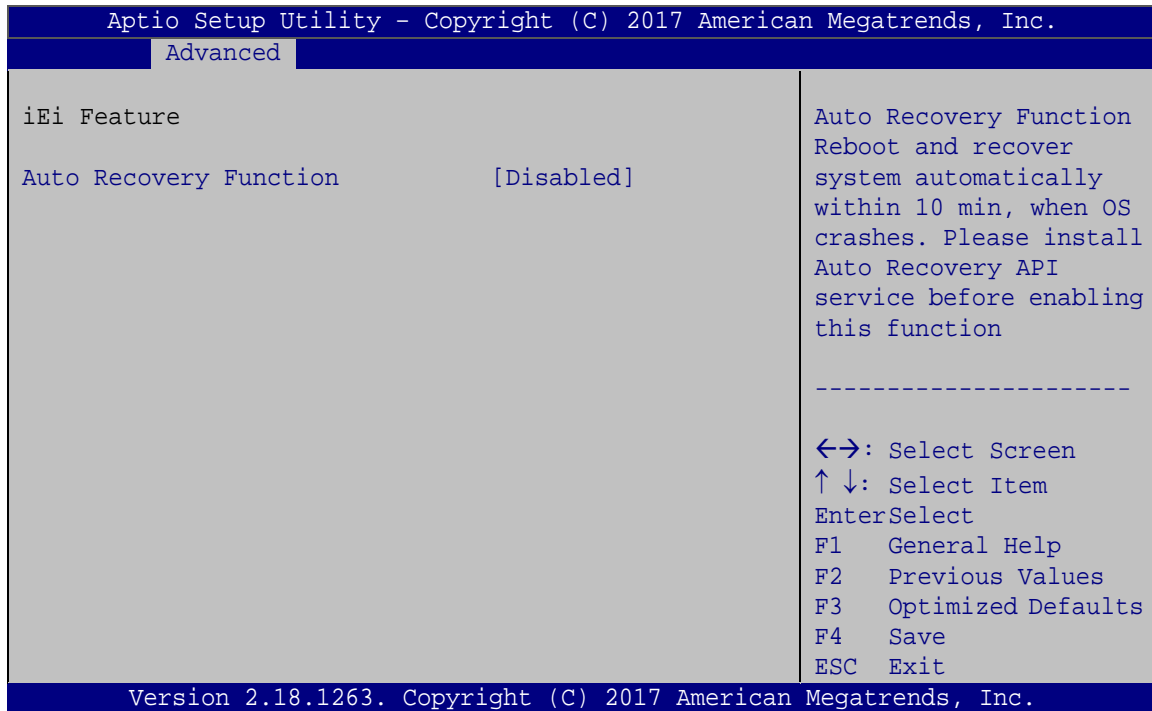 Aptio Setup Utility – Copyright (C) 2017 American Megatrends, Inc.
Advanced
iEi Feature
Auto Recovery Function [Disabled]
Auto Recovery Function
Reboot and recover
system automatically
within 10 min, when OS
crashes. Please install
Auto Recovery API
service before enabling
this function
----------------------
←→: Select Screen
↑ ↓: Select Item
EnterSelect
F1 General Help
F2 Previous Values
F3 Optimized Defaults
F4 Save
ESC Exit
Version 2.18.1263. Copyright (C) 2017 American Megatrends, Inc.